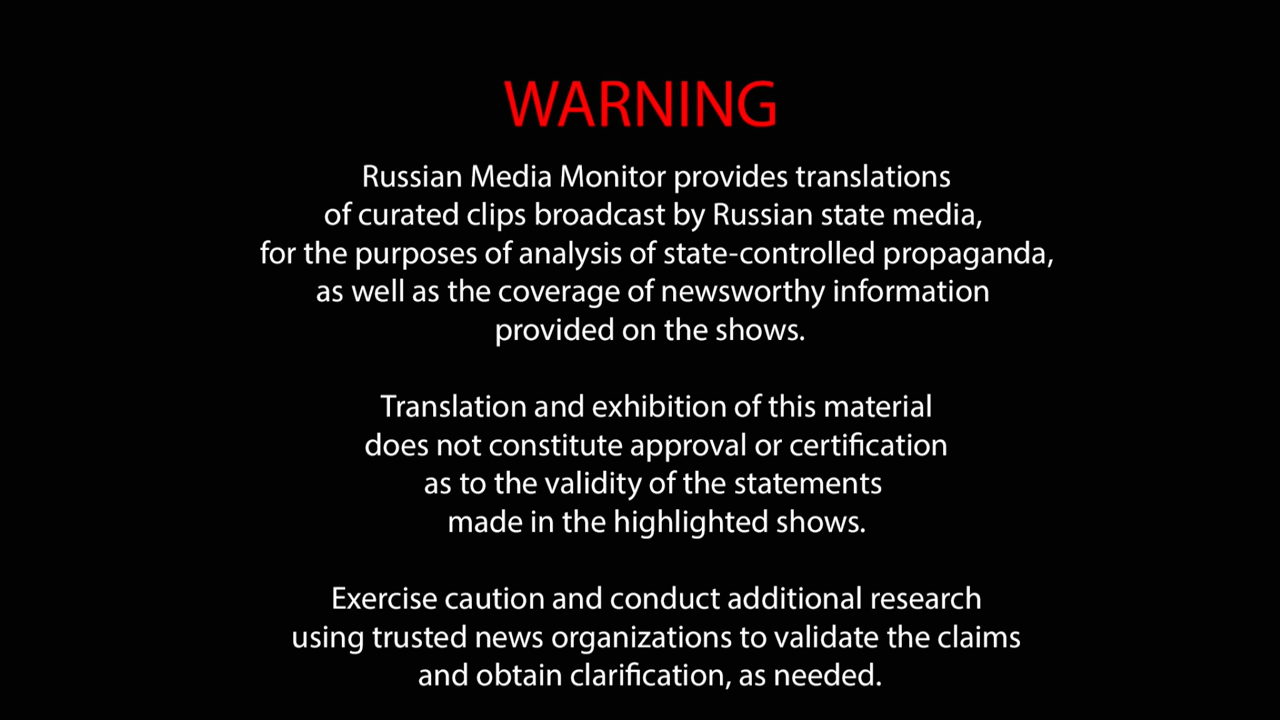 WARNING
Russian Media Monitor provides translations
of curated clips broadcast by Russian state media,
for the purposes of analysis of state-controlled propaganda,
as well as the coverage of newsworthy information
provided on the shows.
Translation and exhibition of this material
does not constitute approval or certification
as to the validity of the statements
made in the highlighted shows.
Exercise caution and conduct additional research
using trusted news organizations to validate the claims
and obtain clarification, as needed.